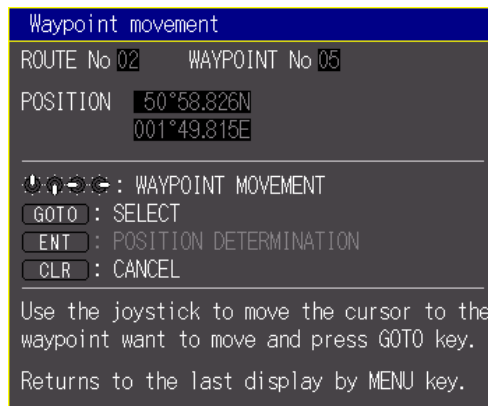 Waypoint movement
ROUTE No 02 WAYPOINT No 05
POSITION 50°58.826N
001°49.815E
: WAYPOINT MOVEMENT
GOTO : SELECT
ENT : POSITION DETERMINATION
CLR : CANCEL
Use the joystick to move the cursor to the
waypoint want to move and press GOTO key.
Returns to the last display by MENU key.